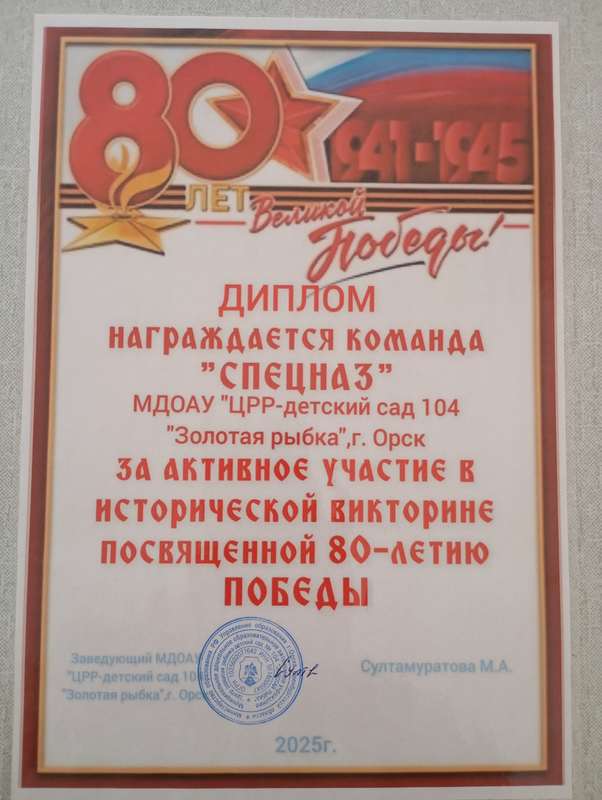 80
ЛЕТ
1941-1945
Великой
Победы!
ДИПЛОМ
НАГРАЖДАЕТСЯ КОМАНДА
"СПЕЦНАЗ"
МДОАУ "ЦРР-детский сад 104
"Золотая рыбка",г. Орск
ЗА АКТИВНОЕ УЧАСТИЕ В
ИСТОРИЧЕСКОЙ ВИКТОРИНЕ
ПОСВЯЩЕННОЙ 80-ЛЕТИЮ
ПОБЕДЫ
Заведующий МДОАУ
"ЦРР-детский сад 104
"Золотая рыбка",г. Орск
Султамуратова М.А.
2025г.